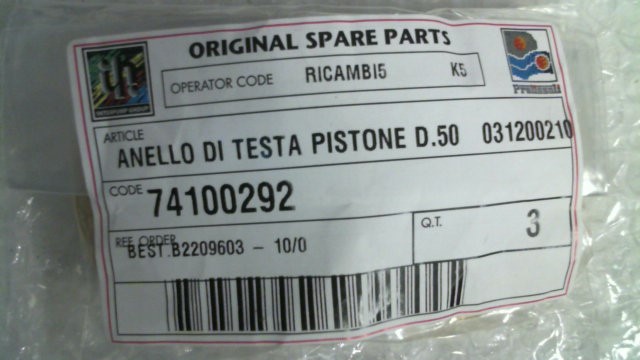 ORIGINAL SPARE PARTS
OPERATOR CODE RICAMBI5 K5
ARTICLE
ANELLO DI TESTA PISTONE D.50 031200210
CODE 74100292
REF. ORDER
BEST.B2209603 - 10/0
Q.T. 3